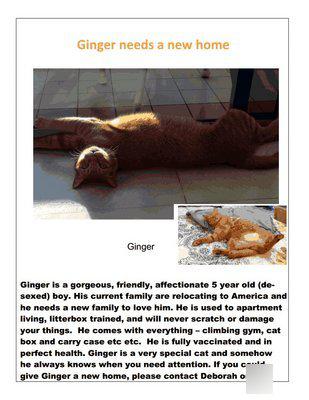 Ginger needs a new home
Ginger
Ginger is a gorgeous, friendly, affectionate 5 year old (de-
sexed) boy. His current family are relocating to America and
he needs a new family to love him. He is used to apartment
living, litterbox trained, and will never scratch or damage
your things.  He comes with everything – climbing gym, cat
box and carry case etc etc.  He is fully vaccinated and in
perfect health. Ginger is a very special cat and somehow
he always knows when you need attention. If you could
give Ginger a new home, please contact Deborah